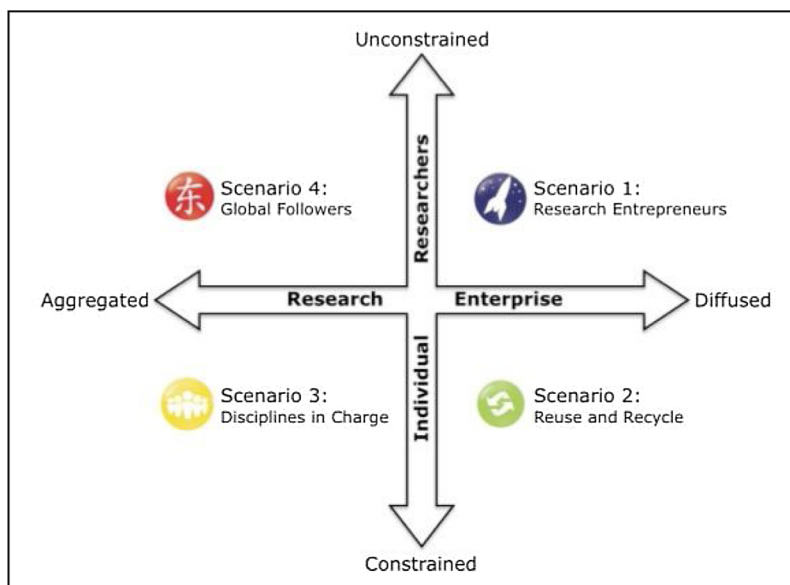 Unconstrained
Researchers
东
Scenario 4:
Global Followers
Scenario 1:
Research Entrepreneurs
Aggregated
Research Enterprise
Diffused
Scenario 3:
Disciplines in Charge
Individual
Scenario 2:
Reuse and Recycle
Constrained